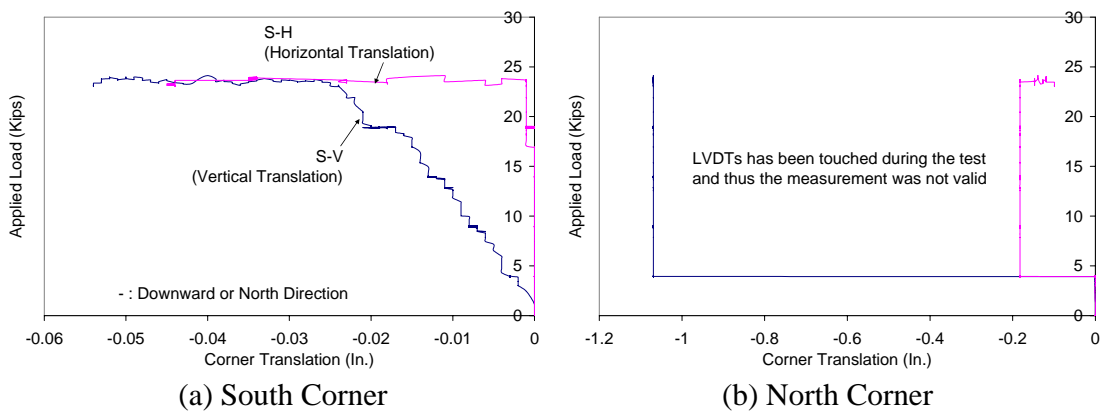 30
25
20
15
10
5
0
Applied Load (Kips)
S-H
(Horizontal Translation)
S-V
(Vertical Translation)
- : Downward or North Direction
-0.06 -0.05 -0.04 -0.03 -0.02 -0.01 0
Corner Translation (In.)
(a) South Corner
30
25
20
15
10
5
0
Applied Load (Kips)
LVDTs has been touched during the test
and thus the measurement was not valid
-1.2 -1 -0.8 -0.6 -0.4 -0.2 0
Corner Translation (In.)
(b) North Corner